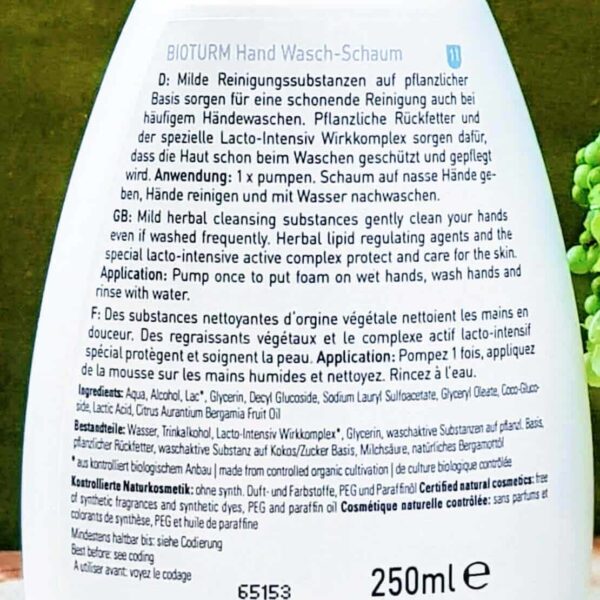 BIOTURM Hand Wasch-Schaum 11
D: Milde Reinigungssubstanzen auf pflanzlicher
Basis sorgen für eine schonende Reinigung auch bei
häufigem Händewaschen. Pflanzliche Rückfetter und
der spezielle Lacto-Intensiv Wirkkomplex sorgen dafür,
dass die Haut schon beim Waschen geschützt und gepflegt
wird. Anwendung: 1 x pumpen. Schaum auf nasse Hände ge-
ben, Hände reinigen und mit Wasser nachwaschen.
GB: Mild herbal cleansing substances gently clean your hands
even if washed frequently. Herbal lipid regulating agents and the
special lacto-intensive active complex protect and care for the skin.
Application: Pump once to put foam on wet hands, wash hands and
rinse with water.
F: Des substances nettoyantes d'orgine végétale nettoient les mains en
douceur. Des regraissants végétaux et le complexe actif lacto-intensif
spécial protègent et soignent la peau. Application: Pompez 1 fois, appliquez
de la mousse sur les mains humides et nettoyez. Rincez à l'eau.
Ingredients: Aqua, Alcohol, Lac*, Glycerin, Decyl Glucoside, Sodium Lauryl Sulfoacetate, Glyceryl Oleate, Coco-Gluco-
side, Lactic Acid, Citrus Aurantium Bergamia Fruit Oil
Bestandteile: Wasser, Trinkalkohol, Lacto-Intensiv Wirkkomplex*, Glycerin, waschaktive Substanzen auf pflanzl. Basis,
pflanzlicher Rückfetter, waschaktive Substanz auf Kokos/Zucker Basis, Milchsäure, natürliches Bergamottöl
* aus kontrolliert biologischem Anbau | made from controlled organic cultivation | de culture biologique contrôlée
Kontrollierte Naturkosmetik: ohne synth. Duft- und Farbstoffe, PEG und Paraffinöl Certified natural cosmetics: free
of synthetic fragrances and synthetic dyes, PEG and paraffin oil Cosmétique naturelle contrôlée: sans parfums et
colorants de synthèse, PEG et huile de paraffine
Mindestens haltbar bis: siehe Codierung
Best before: see coding
A utiliser avant: voyez le codage
65153
250ml e